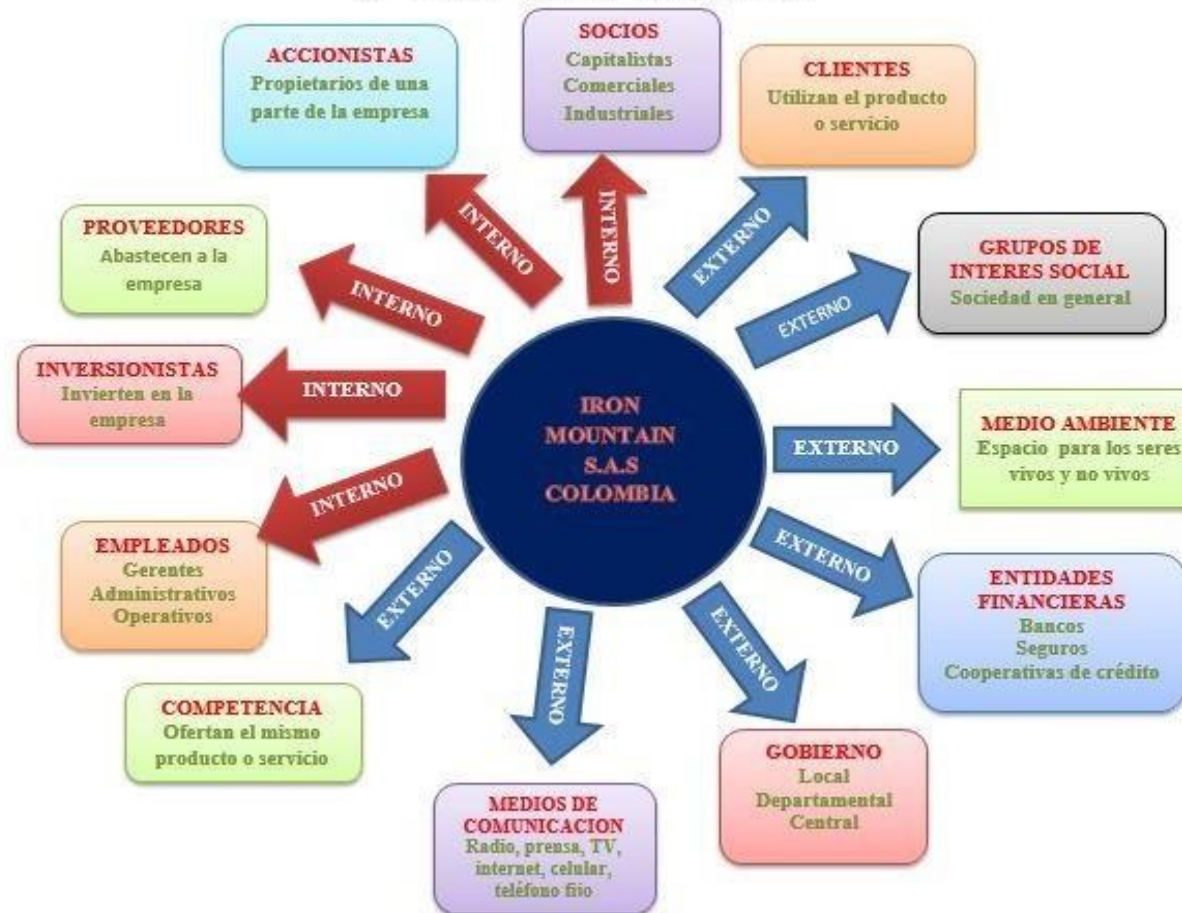 SOCIOS
Capitalistas
Comerciales
Industriales
ACCIONISTAS
Propietarios de una
parte de la empresa
CLIENTES
Utilizan el producto
o servicio
PROVEEDORES
Abastecen a la
empresa
GRUPOS DE
INTERES SOCIAL
Sociedad en general
INVERSIONISTAS
Invierten en la
empresa
MEDIO AMBIENTE
Espacio para los seres
vivos y no vivos
EMPLEADOS
Gerentes
Administrativos
Operativos
ENTIDADES
FINANCIERAS
Bancos
Seguros
Cooperativas de crédito
COMPETENCIA
Ofertan el mismo
producto o servicio
GOBIERNO
Local
Departamental
Central
MEDIOS DE
COMUNICACION
Radio, prensa, TV,
internet, celular,
teléfono fijo
IRON
MOUNTAIN
S.A.S
COLOMBIA
INTERNO
INTERNO
INTERNO
INTERNO
INTERNO
EXTERNO
EXTERNO
EXTERNO
EXTERNO
EXTERNO
EXTERNO
EXTERNO